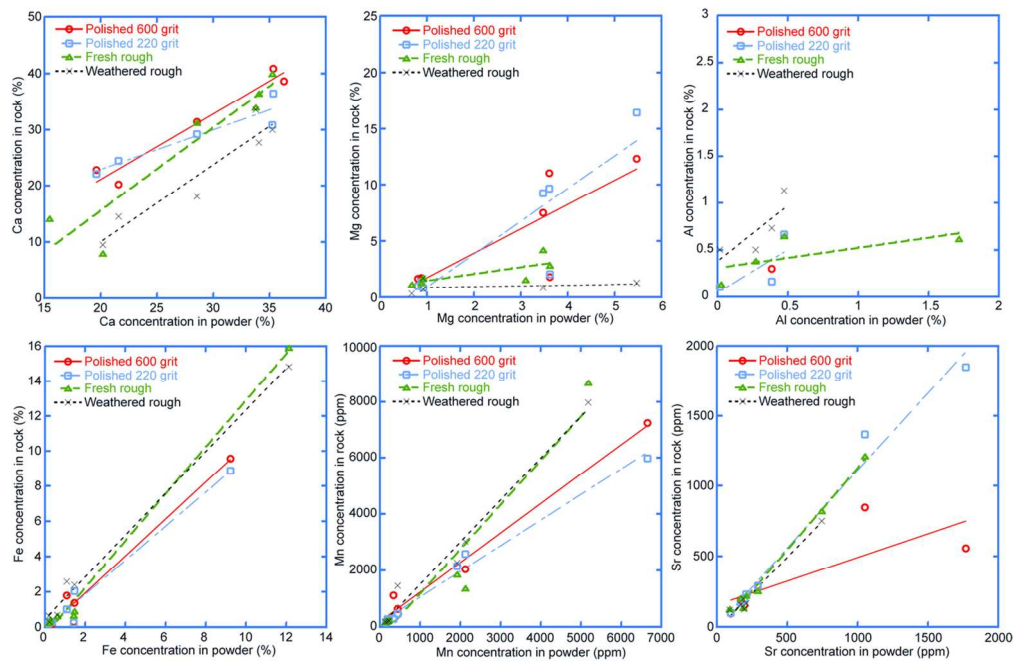 50
40
30
20
10
0
Ca concentration in rock (%)
Polished 600 grit
Polished 220 grit
Fresh rough
Weathered rough
15 20 25 30 35 40
Ca concentration in powder (%)
25%
20%
15%
10%
5%
0%
Mg concentration in rock (%)
Polished 600 grit
Polished 220 grit
Fresh rough
Weathered rough
0 1 2 3 4 5 6
Mg concentration in powder (%)
3
2.5
2
1.5
1
0.5
0
Al concentration in rock (%)
Polished 600 grit
Polished 220 grit
Fresh rough
Weathered rough
0 0.5 1 1.5 2
Al concentration in powder (%)
16
14
12
10
8
6
4
2
0
Fe concentration in rock (%)
Polished 600 grit
Polished 220 grit
Fresh rough
Weathered rough
0 2 4 6 8 10 12 14
Fe concentration in powder (%)
10000
8000
6000
4000
2000
0
Mn concentration in rock (ppm)
Polished 600 grit
Polished 220 grit
Fresh rough
Weathered rough
0 1000 2000 3000 4000 5000 6000 7000
Mn concentration in powder (ppm)
2000
1500
1000
500
0
Sr concentration in rock (ppm)
Polished 600 grit
Polished 220 grit
Fresh rough
Weathered rough
0 500 1000 1500 2000
Sr concentration in powder (ppm)